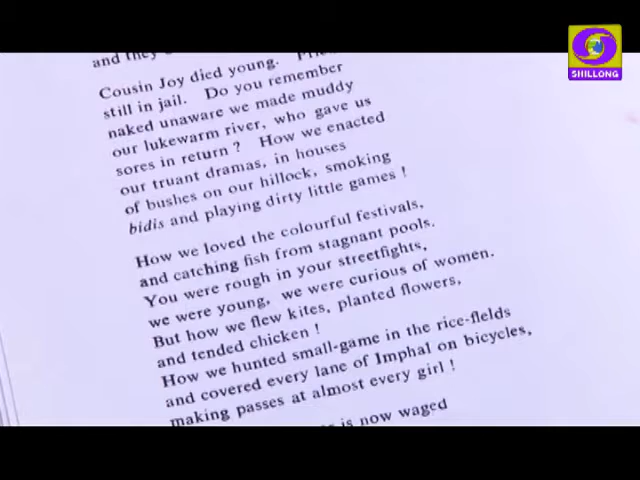 SHILLONG
and they
Cousin Joy died young.
still in jail. Do you remember
naked unaware we made muddy
our lukewarm river, who gave us
sores in return ? How we enacted
our truant dramas, in houses
of bushes on our hillock, smoking
bidis and playing dirty little games !
How we loved the colourful festivals,
and catching fish from stagnant pools.
You were rough in your streetfights,
we were young, we were curious of women.
But how we flew kites, planted flowers,
and tended chicken !
How we hunted small-game in the rice-fields
and covered every lane of Imphal on bicycles,
making passes at almost every girl !
is now waged